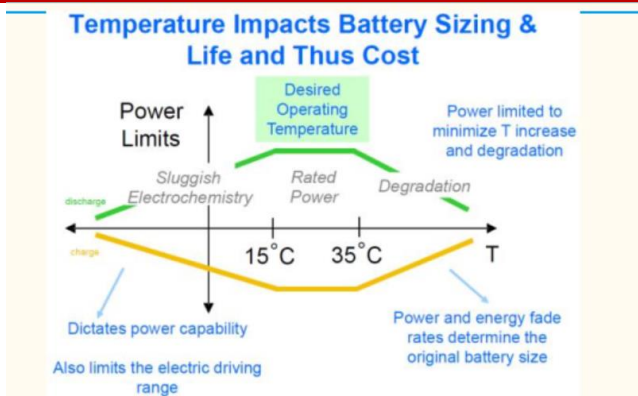 Temperature Impacts Battery Sizing &
Life and Thus Cost
Desired
Operating
Temperature
Power
Limits
Power limited to
minimize T increase
and degradation
Sluggish
Electrochemistry
Rated
Power
Degradation
discharge
charge
15°C
35°C
T
Dictates power capability
Also limits the electric driving
range
Power and energy fade
rates determine the
original battery size